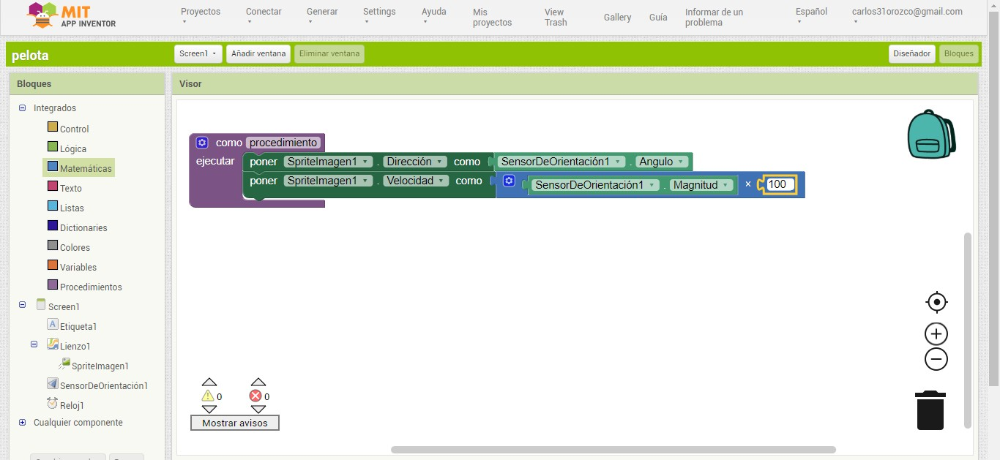 MIT
APP INVENTOR
Proyectos
Conectar
Generar
Settings
Ayuda
Mis proyectos
View Trash
Gallery
Guía
Informar de un problema
Español
carlos31orozco@gmail.com
pelota
Screen1
Añadir ventana
Eliminar ventana
Diseñador
Bloques
Bloques
Visor
Integrados
Control
Lógica
Matemáticas
Texto
Listas
Dictionaries
Colores
Variables
Procedimientos
Screen1
Etiqueta1
Lienzo1
SpriteImagen1
SensorDeOrientación1
Reloj1
Cualquier componente
como procedimiento
ejecutar poner SpriteImagen1 . Dirección como SensorDeOrientación1 . Angulo
poner SpriteImagen1 . Velocidad como SensorDeOrientación1 . Magnitud × 100
0 0
Mostrar avisos